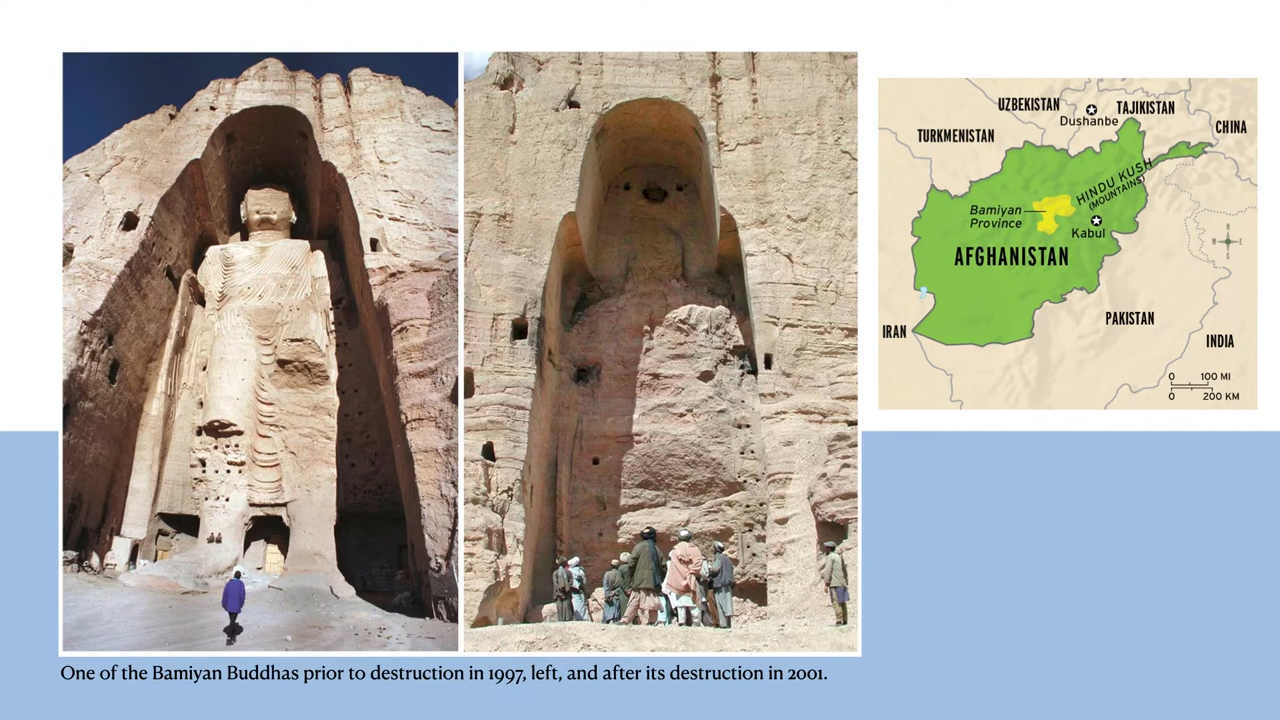 UZBEKISTAN
TAJIKISTAN
Dushanbe
CHINA
TURKMENISTAN
HINDU KUSH
(MOUNTAINS)
Bamiyan
Province
Kabul
N
W E
S
AFGHANISTAN
IRAN
PAKISTAN
INDIA
0 100 MI
0 200 KM
One of the Bamiyan Buddhas prior to destruction in 1997, left, and after its destruction in 2001.